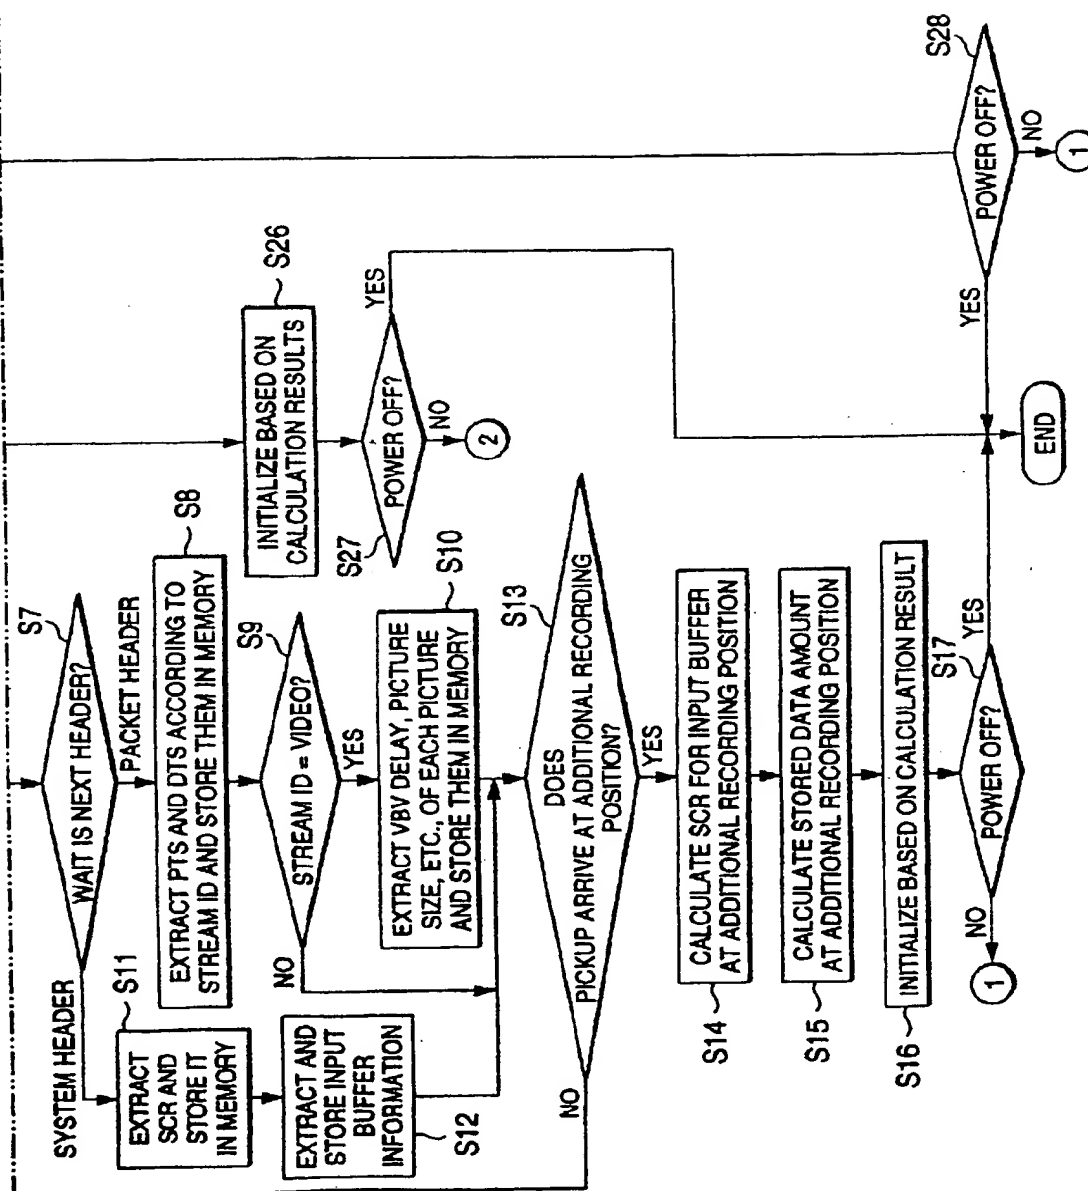 S7
WAIT IS NEXT HEADER?
SYSTEM HEADER
PACKET HEADER
S11
EXTRACT
SCR AND
STORE IT
IN MEMORY
S8
EXTRACT PTS AND DTS ACCORDING TO
STREAM ID AND STORE THEM IN MEMORY
S9
STREAM ID = VIDEO?
NO
YES
EXTRACT AND
STORE INPUT
BUFFER
INFORMATION
S12
S10
EXTRACT VBV DELAY, PICTURE
SIZE, ETC., OF EACH PICTURE
AND STORE THEM IN MEMORY
S26
INITIALIZE BASED ON
CALCULATION RESULTS
S27
POWER OFF?
YES
NO
2
S13
DOES
PICKUP ARRIVE AT ADDITIONAL RECORDING
POSITION?
NO
YES
S14
CALCULATE SCR FOR INPUT BUFFER
AT ADDITIONAL RECORD POSITION
S15
CALCULATE STORED DATA AMOUNT
AT ADDITIONAL RECORDING POSITION
S16
INITIALIZE BASED ON CALCULATION RESULT
S17
POWER OFF?
NO
YES
1
END
S28
POWER OFF?
YES
NO
1